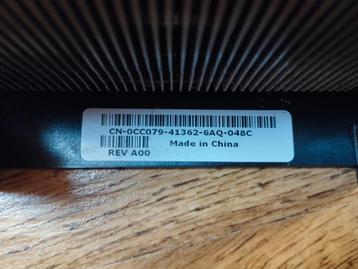 CN-0CC079-41362-6AQ-048C
Made in China
REV A00